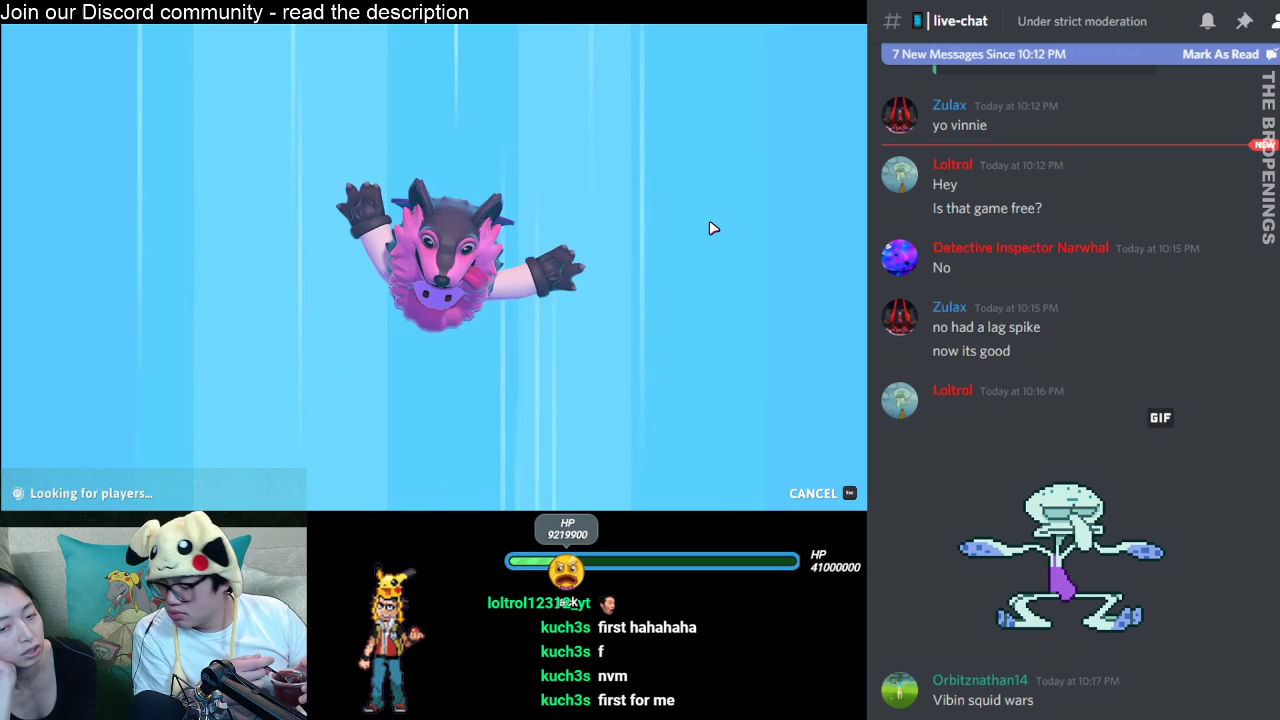 Join our Discord community - read the description
Looking for players...
CANCEL Esc
HP
9219900
HP
41000000
loltrol12312_yt
kuch3s first hahahaha
kuch3s f
kuch3s nvm
kuch3s first for me
# | live-chat Under strict moderation
7 New Messages Since 10:12 PM Mark As Read
Zulax Today at 10:12 PM
yo vinnie
NEW
Loltrol Today at 10:12 PM
Hey
Is that game free?
Detective Inspector Narwhal Today at 10:15 PM
No
Zulax Today at 10:15 PM
no had a lag spike
now its good
Loltrol Today at 10:16 PM
GIF
Orbitznathan14 Today at 10:17 PM
Vibin squid wars
THE BROPENINGS